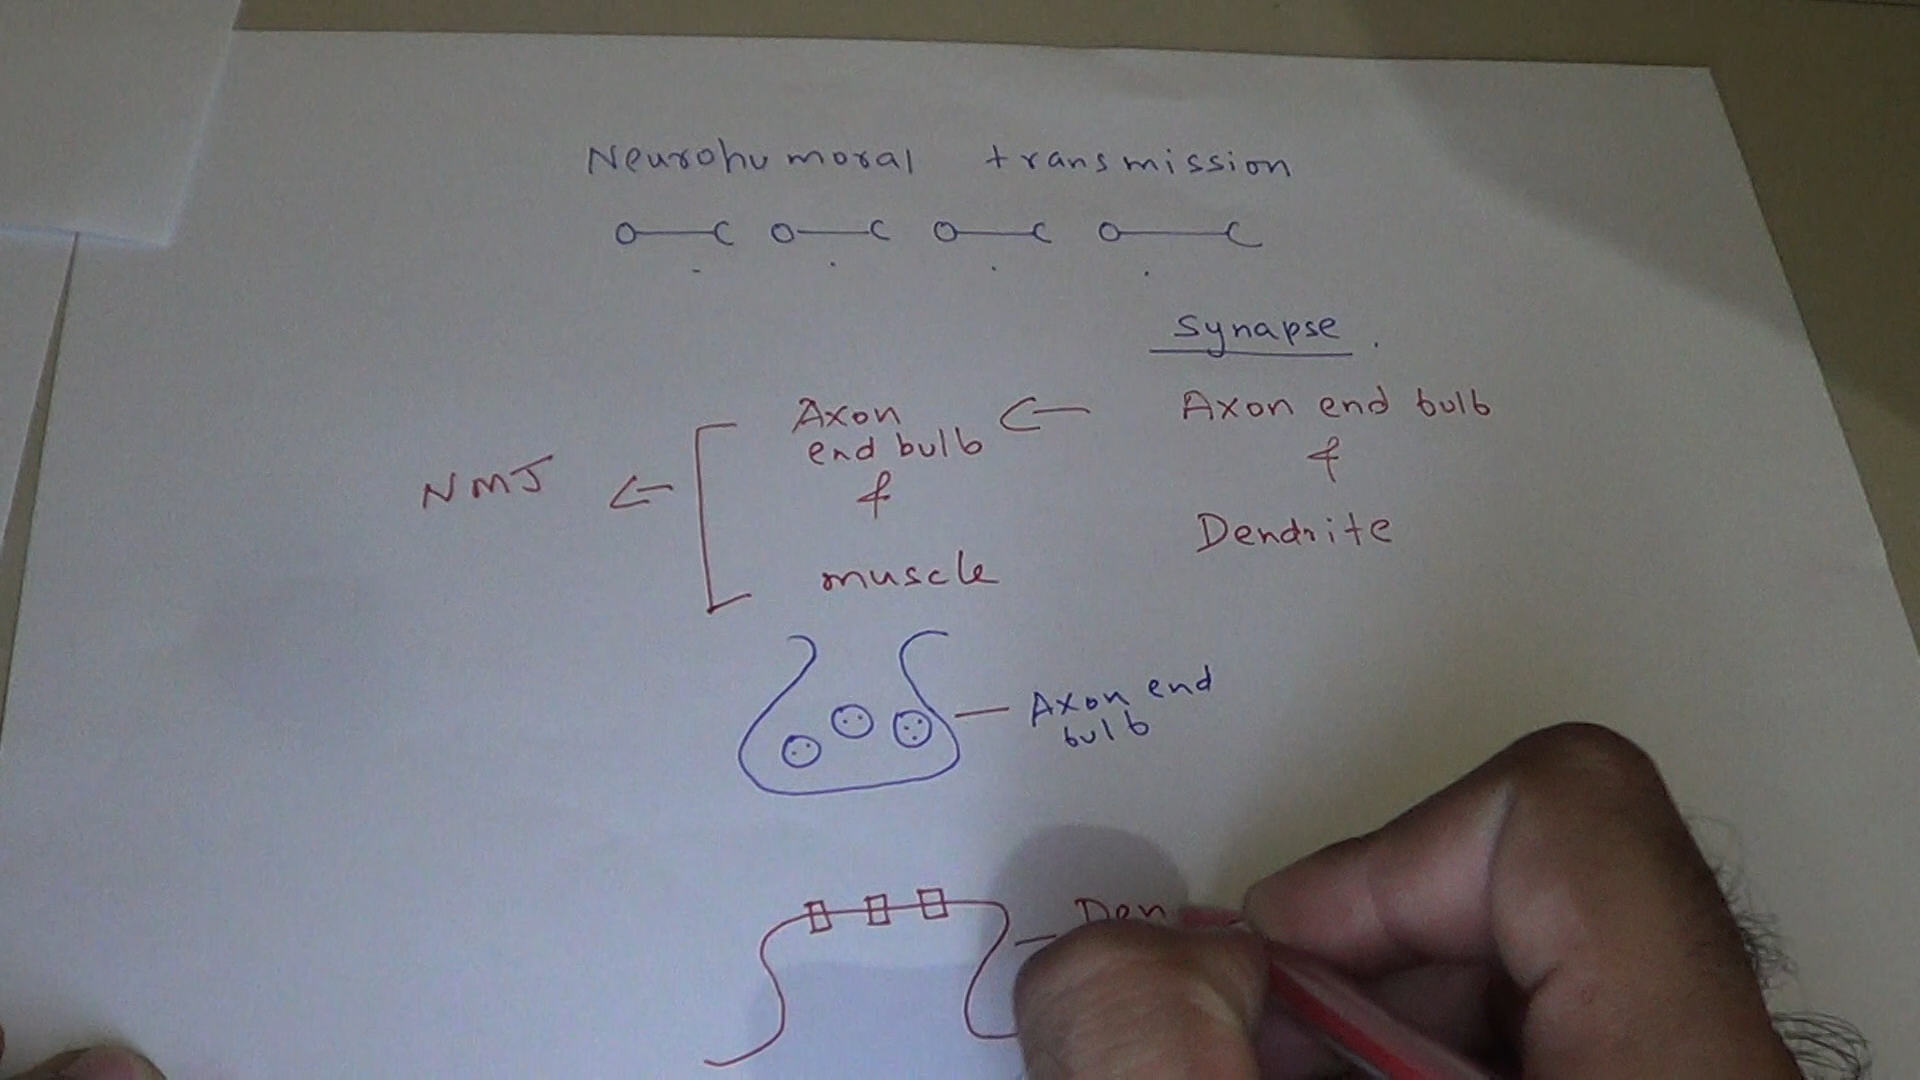 Neurohumoral transmission
Synapse.
Axon end bulb
&
Dendrite
Axon
end bulb
&
muscle
NMJ
Axon end
bulb
Den